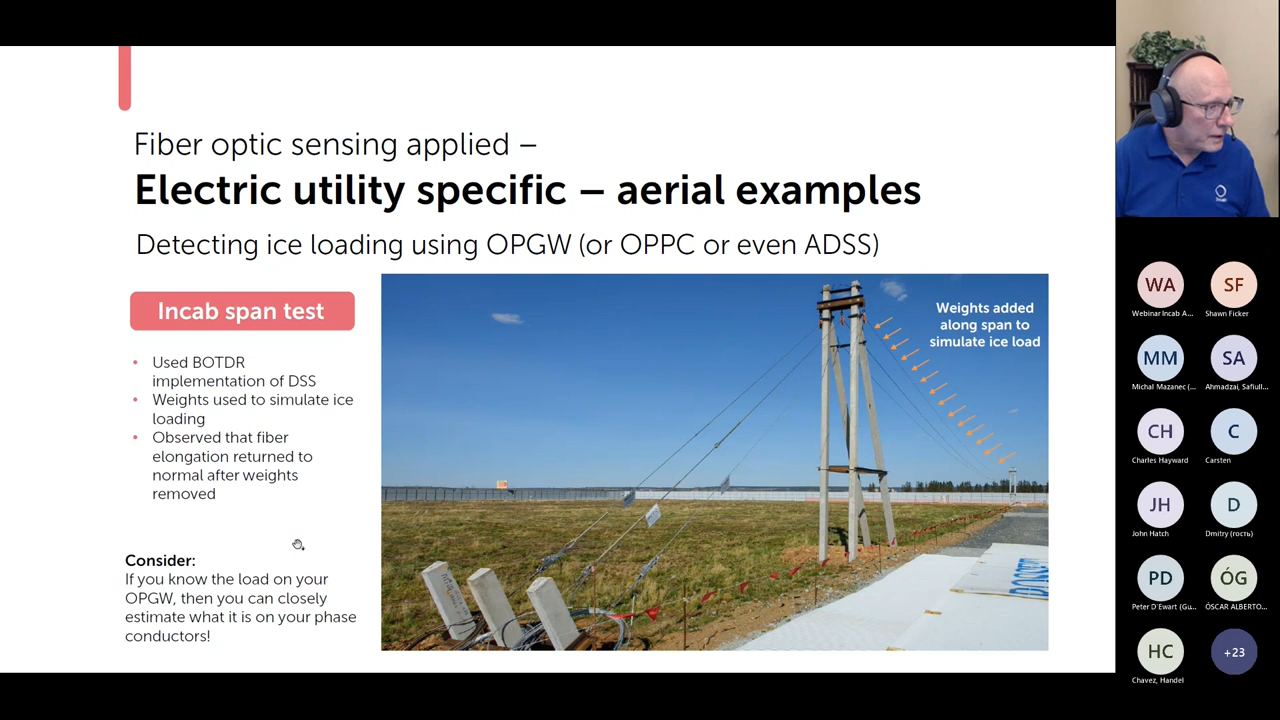 Fiber optic sensing applied –
Electric utility specific – aerial examples
Detecting ice loading using OPGW (or OPPC or even ADSS)
Incab span test
• Used BOTDR
implementation of DSS
• Weights used to simulate ice
loading
• Observed that fiber
elongation returned to
normal after weights
removed
Consider:
If you know the load on your
OPGW, then you can closely
estimate what it is on your phase
conductors!
Weights added
along span to
simulate ice load
WA
SF
Webinar Incab A...
Shawn Ficker
MM
SA
Michal Mazanec (...
Ahmadzai, Safiull...
CH
C
Charles Hayward
Carsten
JH
D
John Hatch
Dmitry (гость)
PD
ÓG
Peter D'Ewart (Gu...
ÓSCAR ALBERTO...
HC
+23
Chavez, Handel